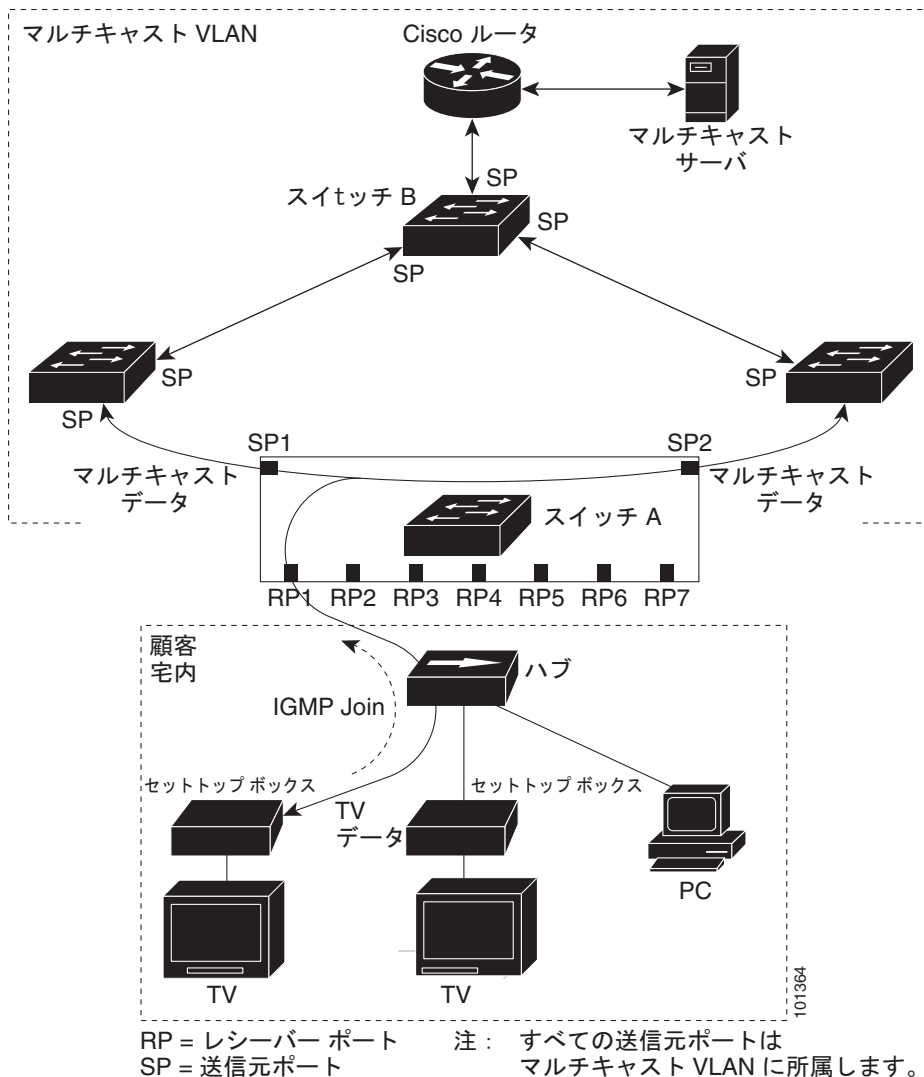 マルチキャスト VLAN
Cisco ルータ
マルチキャスト
サーバ
SP
スイtッチ B
SP
SP
SP
SP
SP
SP1
SP2
マルチキャスト
データ
マルチキャスト
データ
スイッチ A
RP1
RP2
RP3
RP4
RP5
RP6
RP7
顧客
宅内
ハブ
IGMP Join
セットトップ ボックス
セットトップ ボックス
TV
データ
PC
TV
TV
101364
RP = レシーバー ポート
SP = 送信元ポート
注 : すべての送信元ポートは
マルチキャスト VLAN に所属します。